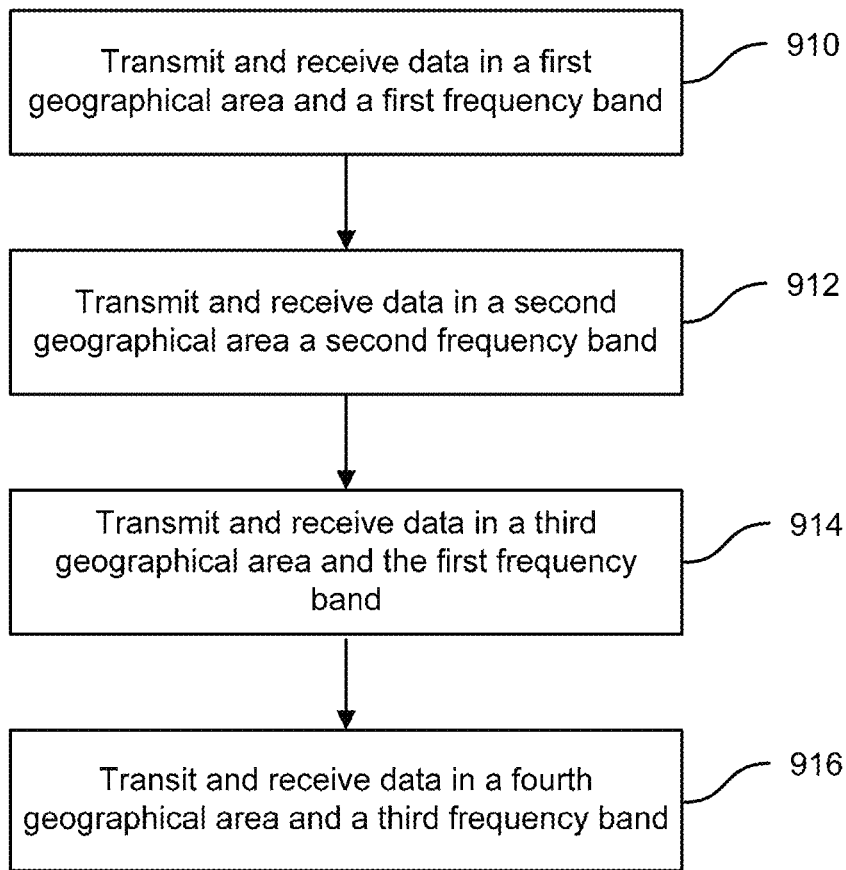 Transmit and receive data in a first
geographical area and a first frequency band
910
Transmit and receive data in a second
geographical area a second frequency band
912
Transmit and receive data in a third
geographical area and the first frequency
band
914
Transit and receive data in a fourth
geographical area and a third frequency band
916